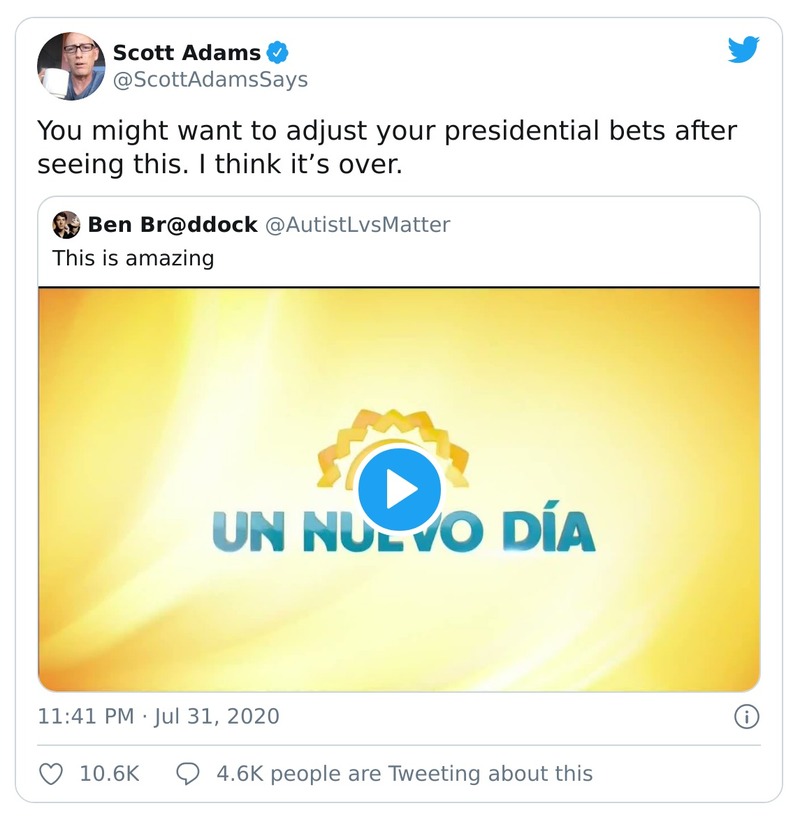 Scott Adams
@ScottAdamsSays
You might want to adjust your presidential bets after
seeing this. I think it’s over.
Ben Br@ddock @AutistLvsMatter
This is amazing
UN NUEVO DÍA
11:41 PM · Jul 31, 2020
10.6K 4.6K people are Tweeting about this